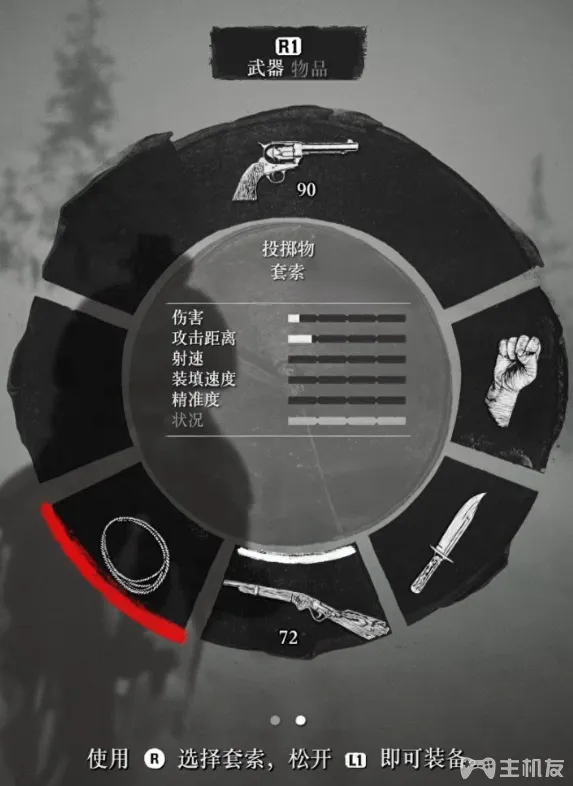 R1
武器 物品
90
投掷物
套索
伤害
攻击距离
射速
装填速度
精准度
状况
72
使用 R 选择套索，松开 L1 即可装备。
主机友